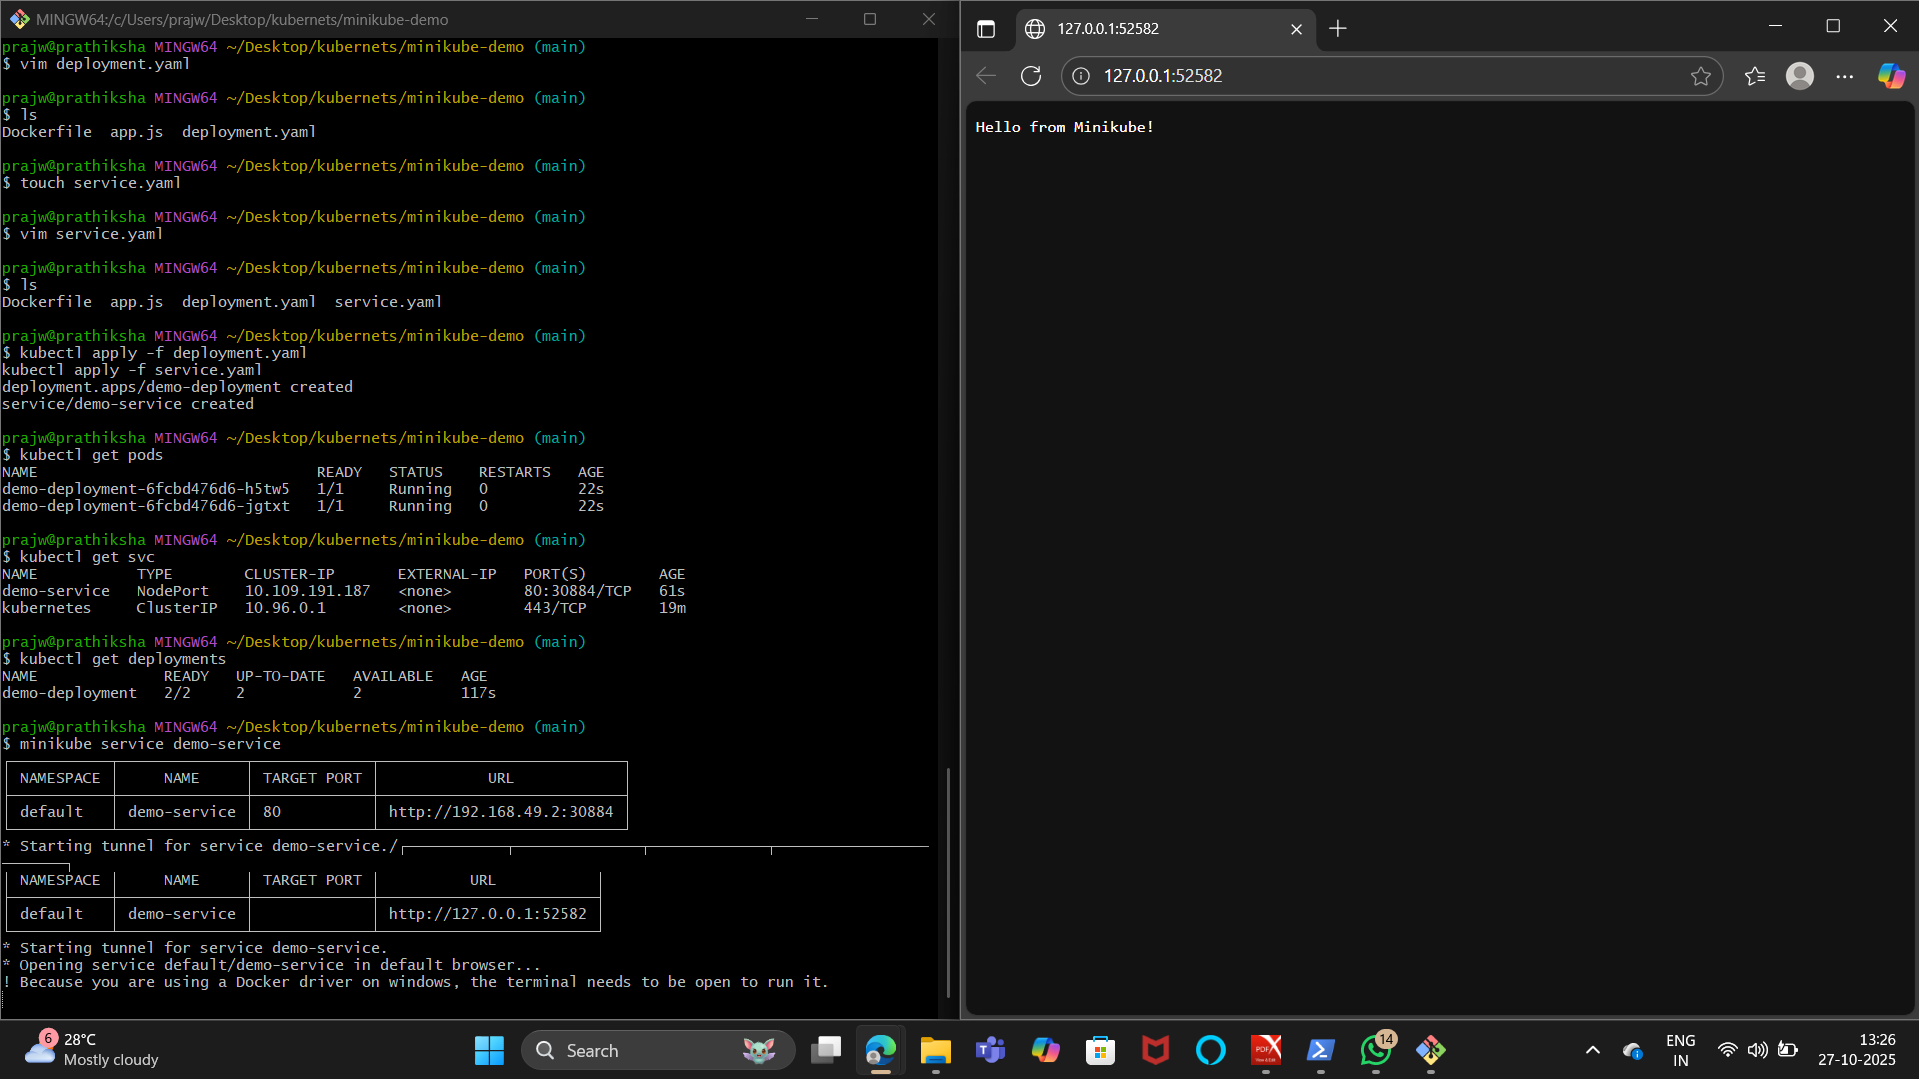 MINGW64:/c/Users/prajw/Desktop/kubernets/minikube-demo
prajw@prathiksha MINGW64 ~/Desktop/kubernets/minikube-demo (main)
$ vim deployment.yaml
prajw@prathiksha MINGW64 ~/Desktop/kubernets/minikube-demo (main)
$ ls
Dockerfile  app.js  deployment.yaml
prajw@prathiksha MINGW64 ~/Desktop/kubernets/minikube-demo (main)
$ touch service.yaml
prajw@prathiksha MINGW64 ~/Desktop/kubernets/minikube-demo (main)
$ vim service.yaml
prajw@prathiksha MINGW64 ~/Desktop/kubernets/minikube-demo (main)
$ ls
Dockerfile  app.js  deployment.yaml  service.yaml
prajw@prathiksha MINGW64 ~/Desktop/kubernets/minikube-demo (main)
$ kubectl apply -f deployment.yaml
kubectl apply -f service.yaml
deployment.apps/demo-deployment created
service/demo-service created
prajw@prathiksha MINGW64 ~/Desktop/kubernets/minikube-demo (main)
$ kubectl get pods
NAME                               READY   STATUS    RESTARTS   AGE
demo-deployment-6fcbd476d6-h5tw5   1/1     Running   0          22s
demo-deployment-6fcbd476d6-jgtxt   1/1     Running   0          22s
prajw@prathiksha MINGW64 ~/Desktop/kubernets/minikube-demo (main)
$ kubectl get svc
NAME           TYPE        CLUSTER-IP       EXTERNAL-IP   PORT(S)        AGE
demo-service   NodePort    10.109.191.187   <none>        80:30884/TCP   61s
kubernetes     ClusterIP   10.96.0.1        <none>        443/TCP        19m
prajw@prathiksha MINGW64 ~/Desktop/kubernets/minikube-demo (main)
$ kubectl get deployments
NAME              READY   UP-TO-DATE   AVAILABLE   AGE
demo-deployment   2/2     2            2           117s
prajw@prathiksha MINGW64 ~/Desktop/kubernets/minikube-demo (main)
$ minikube service demo-service
NAMESPACE NAME TARGET PORT URL
default demo-service 80 http://192.168.49.2:30884
* Starting tunnel for service demo-service./
NAMESPACE NAME TARGET PORT URL
default demo-service http://127.0.0.1:52582
* Starting tunnel for service demo-service.
* Opening service default/demo-service in default browser...
! Because you are using a Docker driver on windows, the terminal needs to be open to run it.
127.0.0.1:52582
127.0.0.1:52582
Hello from Minikube!
6
28°C
Mostly cloudy
Search
PDF
14
ENG
IN
13:26
27-10-2025